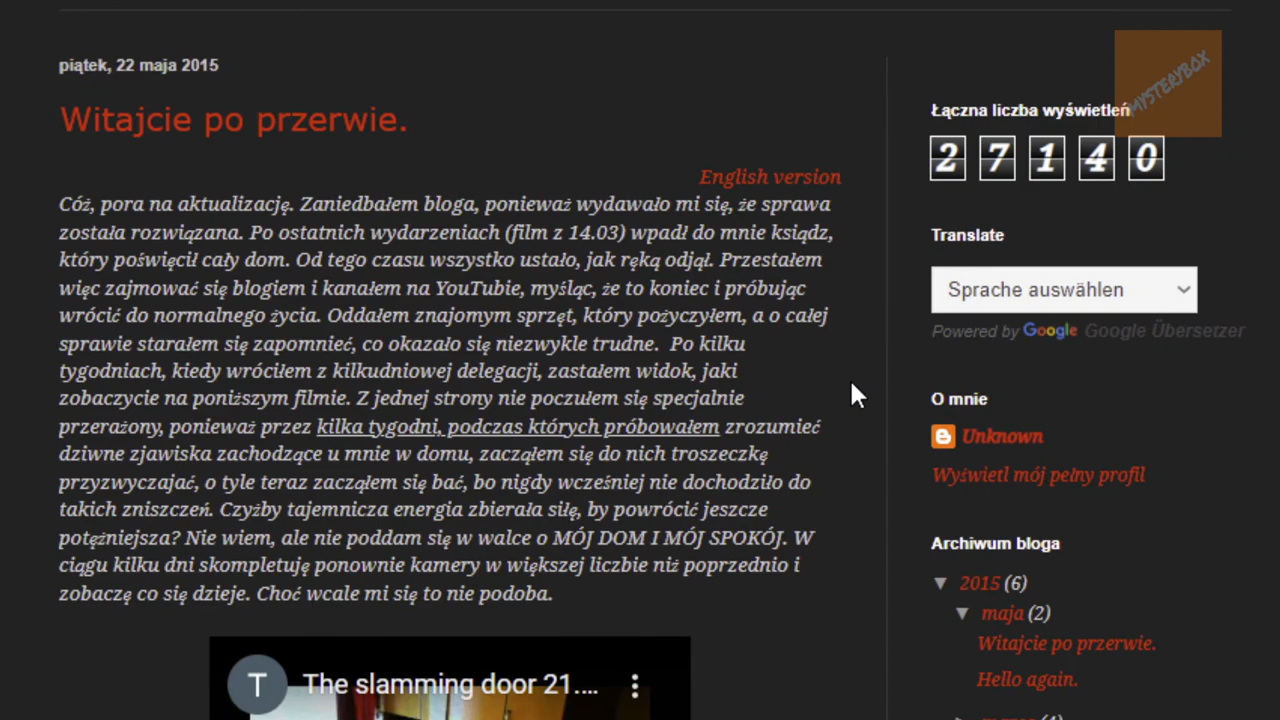 piątek, 22 maja 2015
Witajcie po przerwie.
English version
Cóż, pora na aktualizację. Zaniedbałem bloga, ponieważ wydawało mi się, że sprawa
została rozwiązana. Po ostatnich wydarzeniach (film z 14.03) wpadł do mnie ksiądz,
który poświęcił cały dom. Od tego czasu wszystko ustało, jak ręką odjął. Przestałem
więc zajmować się blogiem i kanałem na YouTubie, myśląc, że to koniec i próbując
wrócić do normalnego życia. Oddałem znajomym sprzęt, który pożyczyłem, a o całej
sprawie starałem się zapomnieć, co okazało się niezwykle trudne. Po kilku
tygodniach, kiedy wróciłem z kilkudniowej delegacji, zastałem widok, jaki
zobaczycie na poniższym filmie. Z jednej strony nie poczułem się specjalnie
przerażony, ponieważ przez kilka tygodni, podczas których próbowałem zrozumieć
dziwne zjawiska zachodzące u mnie w domu, zacząłem się do nich troszeczkę
przyzwyczajać, o tyle teraz zacząłem się bać, bo nigdy wcześniej nie dochodziło do
takich zniszczeń. Czyżby tajemnicza energia zbierała siłę, by powrócić jeszcze
potężniejsza? Nie wiem, ale nie poddam się w walce o MÓJ DOM I MÓJ SPOKÓJ. W
ciągu kilku dni skompletuję ponownie kamery w większej liczbie niż poprzednio i
zobaczę co się dzieje. Choć wcale mi się to nie podoba.
T The slamming door 21....
MYSTERYBOX
Łączna liczba wyświetleń
27140
Translate
Sprache auswählen
Powered by Google Google Übersetzer
O mnie
Unknown
Wyświetl mój pełny profil
Archiwum bloga
▼ 2015 (6)
▼ maja (2)
Witajcie po przerwie.
Hello again.